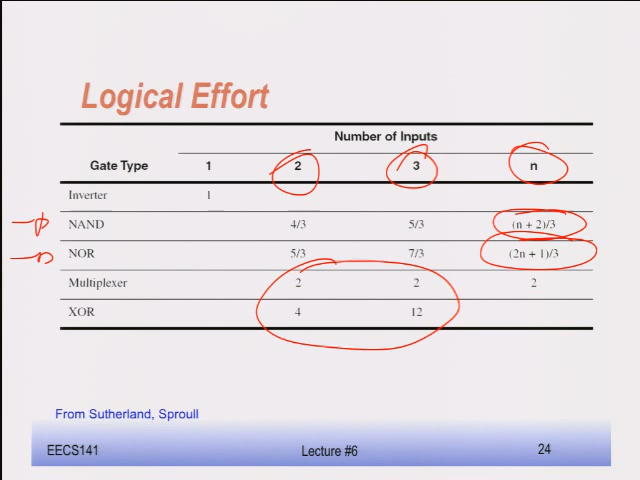 Logical Effort
Number of Inputs
Gate Type 1 2 3 n
Inverter 1
NAND 4/3 5/3 (n + 2)/3
NOR 5/3 7/3 (2n + 1)/3
Multiplexer 2 2 2
XOR 4 12
From Sutherland, Sproull
EECS141 Lecture #6 24